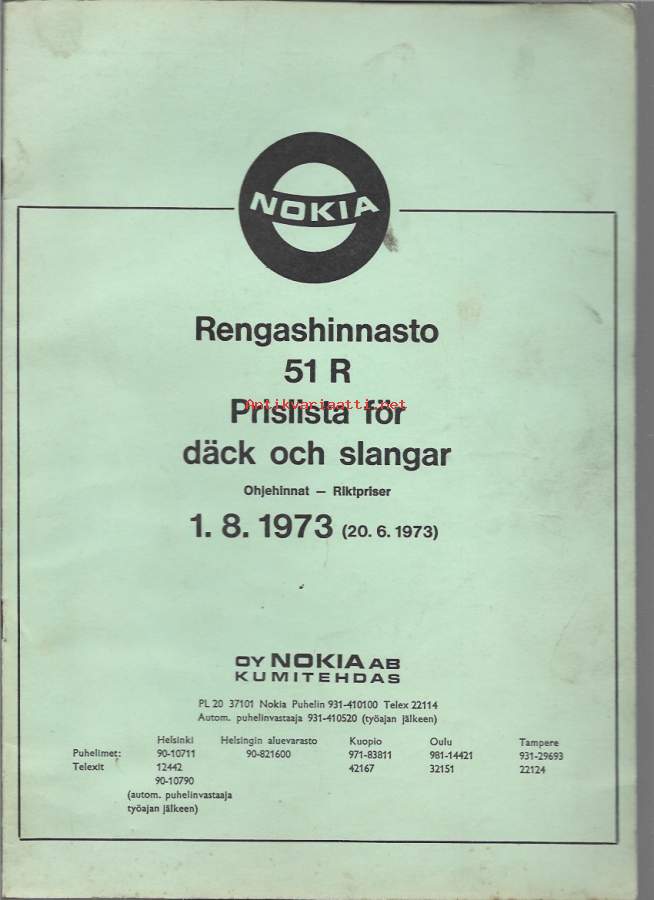 NOKIA
Rengashinnasto
51 R
Antikvariaatti.net
Prislista för
däck och slangar
Ohjehinnat — Riktpriser
1. 8. 1973 (20. 6. 1973)
OY NOKIA AB
KUMITEHDAS
PL 20 37101 Nokia Puhelin 931-410100 Telex 22114
Autom. puhelinvastaaja 931-410520 (työajan jälkeen)
Helsinki Helsingin aluevarasto Kuopio Oulu Tampere
Puhelimet: 90-10711 90-821600 971-83811 981-14421 931-29693
Telexit 12442 42167 32151 22124
90-10790
(autom. puhelinvastaaja
työajan jälkeen)